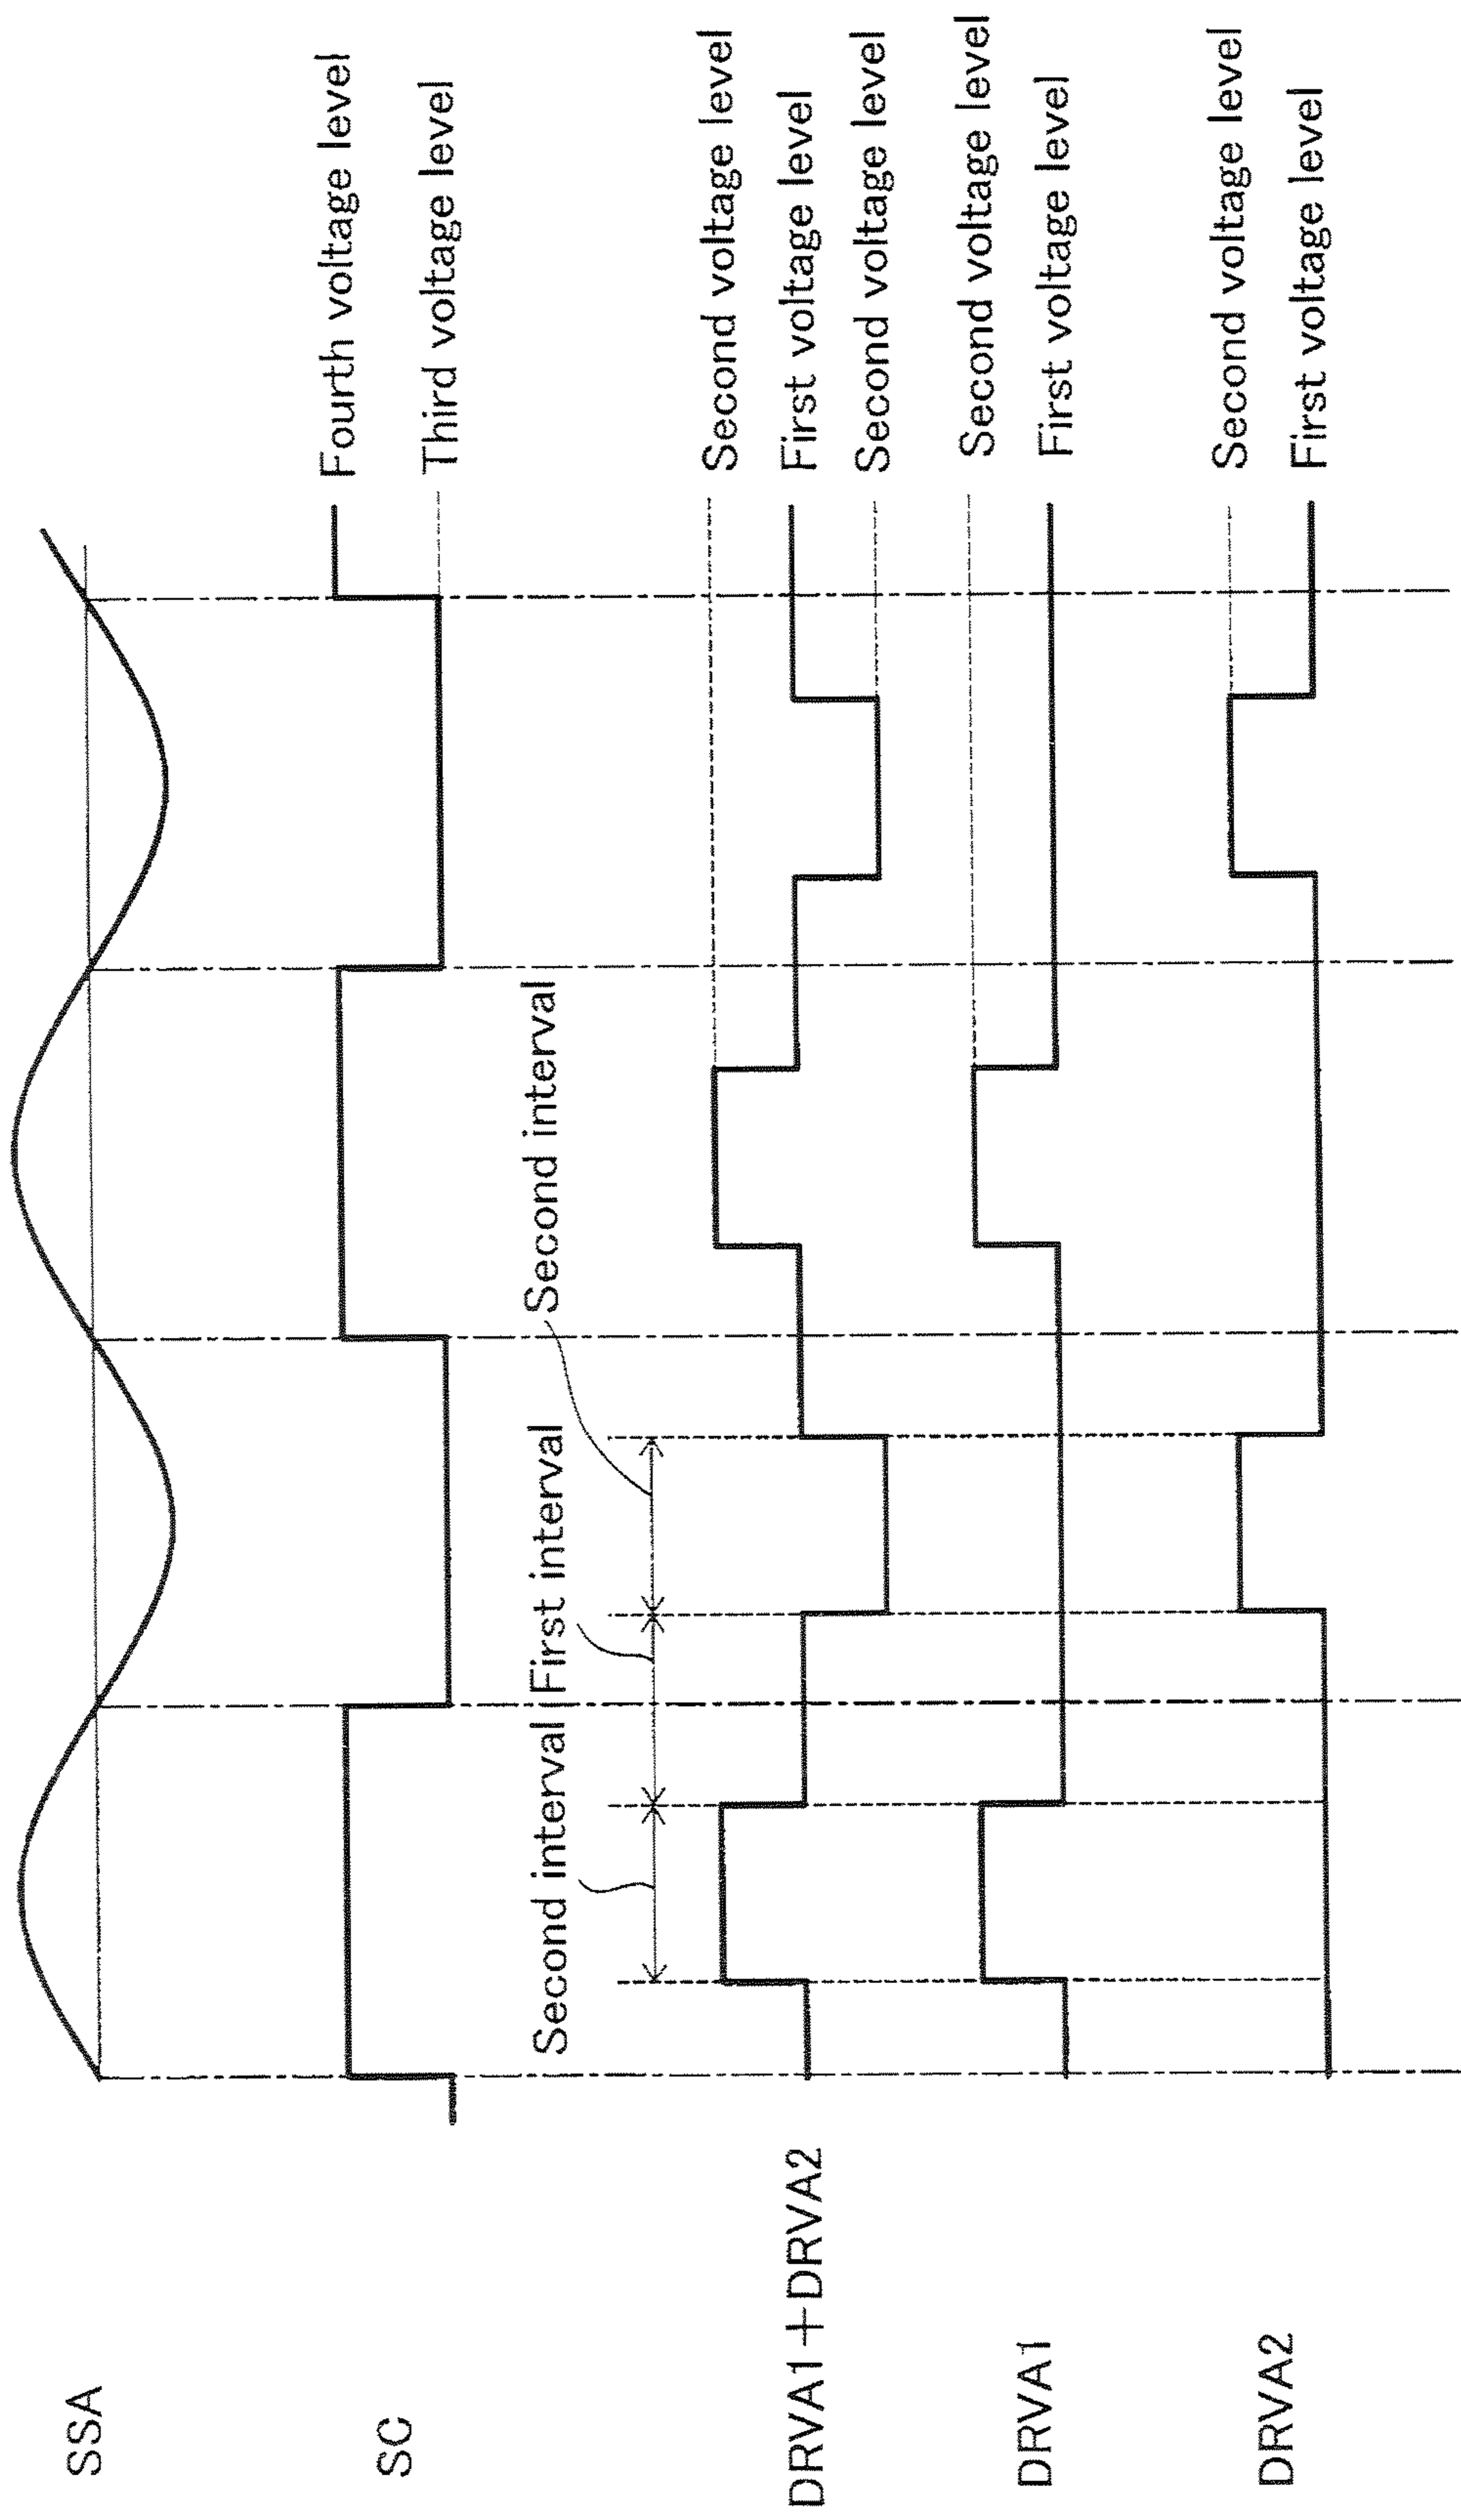 SSA
Fourth voltage level
SC
Third voltage level
Second interval
First interval
Second interval
Second voltage level
DRVA1+DRVA2
First voltage level
Second voltage level
Second voltage level
DRVA1
First voltage level
Second voltage level
DRVA2
First voltage level